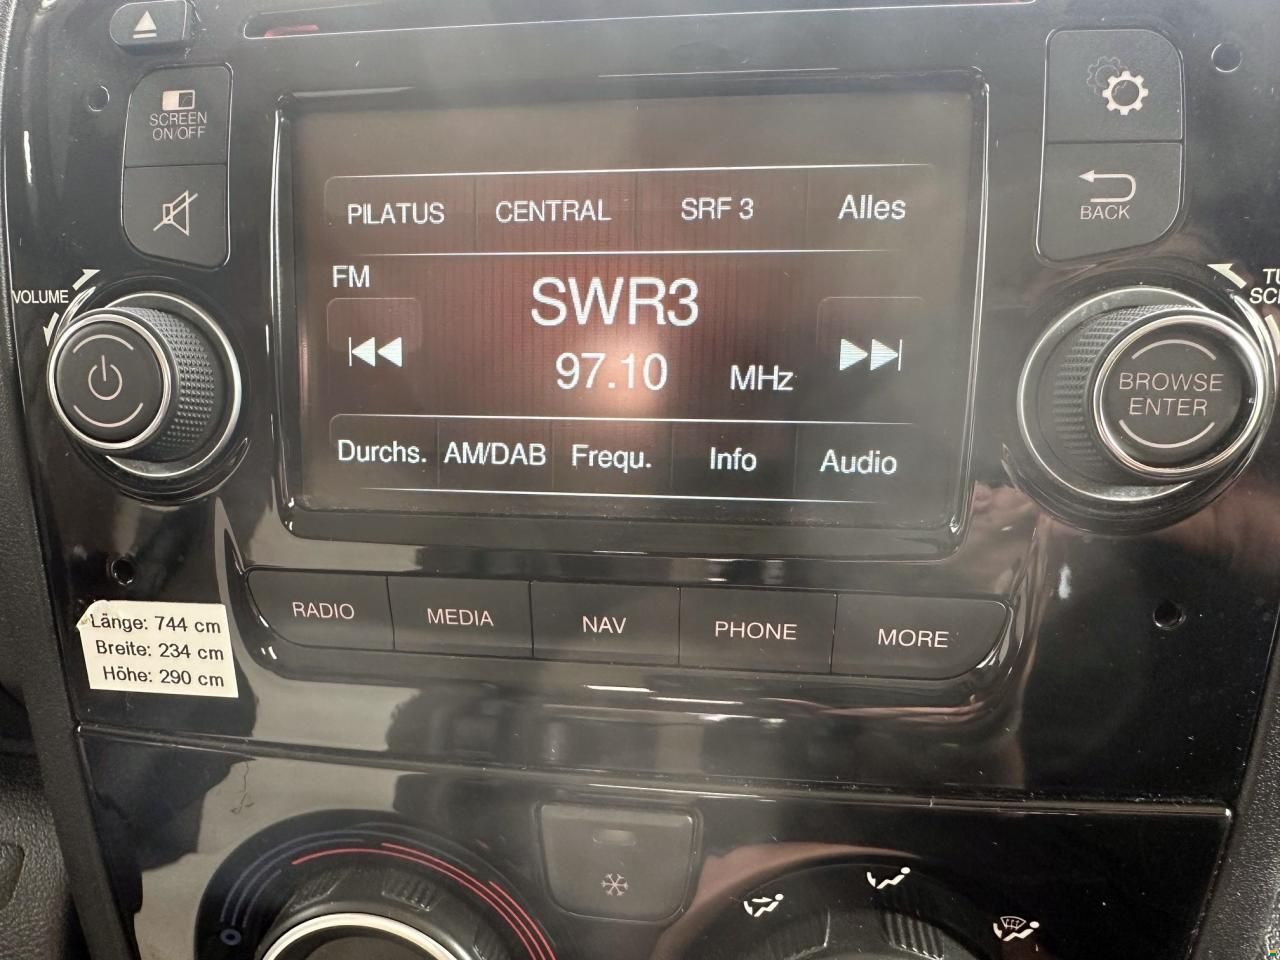 SCREEN
ON/OFF
PILATUS CENTRAL SRF 3 Alles
BACK
FM
SWR3
VOLUME
97.10 MHz
BROWSE
ENTER
Durchs. AM/DAB Frequ. Info Audio
RADIO MEDIA NAV PHONE MORE
Länge: 744 cm
Breite: 234 cm
Höhe: 290 cm